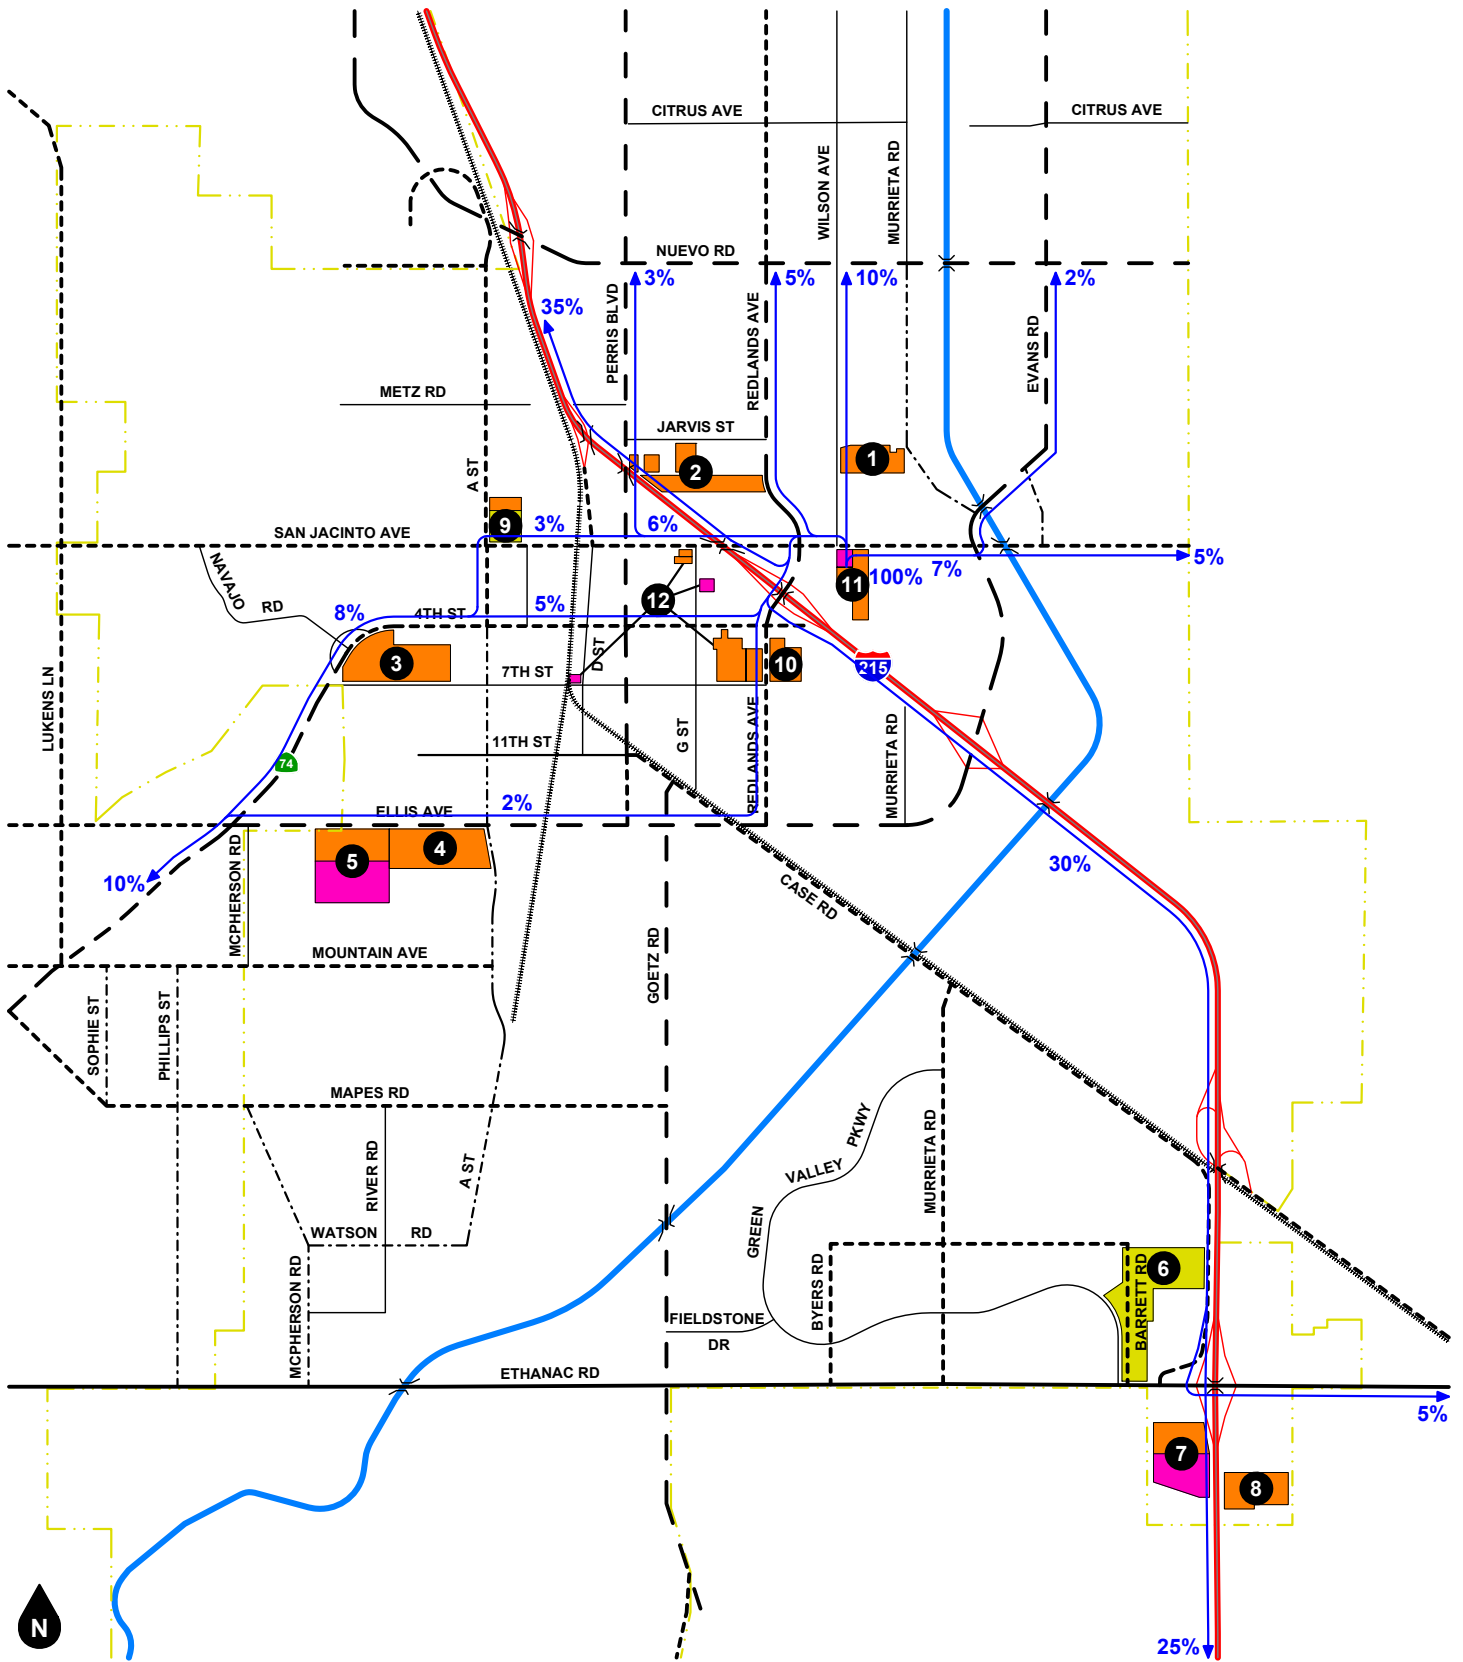 CITRUS AVE
CITRUS AVE
WILSON AVE
MURRIETA RD
NUEVO RD
3%
5%
10%
2%
35%
PERRIS BLVD
REDLANDS AVE
EVANS RD
METZ RD
JARVIS ST
A ST
2
1
9
SAN JACINTO AVE
3%
6%
5%
7%
100%
11
NAVAJO
RD
12
8%
4TH ST
5%
3
7TH ST
D ST
10
215
LUKENS LN
74
11TH ST
G ST
REDLANDS AVE
MURRIETA RD
ELLIS AVE
2%
5
4
10%
MCPHERSON RD
30%
CASE RD
MOUNTAIN AVE
GOETZ RD
SOPHIE ST
PHILLIPS ST
MAPES RD
RIVER RD
A ST
VALLEY
PKWY
MURRIETA RD
GREEN
WATSON
RD
MCPHERSON RD
BYERS RD
BARRETT RD
6
FIELDSTONE
DR
ETHANAC RD
5%
7
8
N
25%